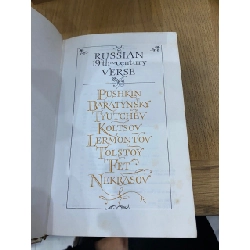 RUSSIAN
19th-century
VERSE
PUSHKIN
BARATYNSKY
TYUTCHEV
KOLTSOV
LERMONTOV
TOLSTOY
FET
NEKRASOV